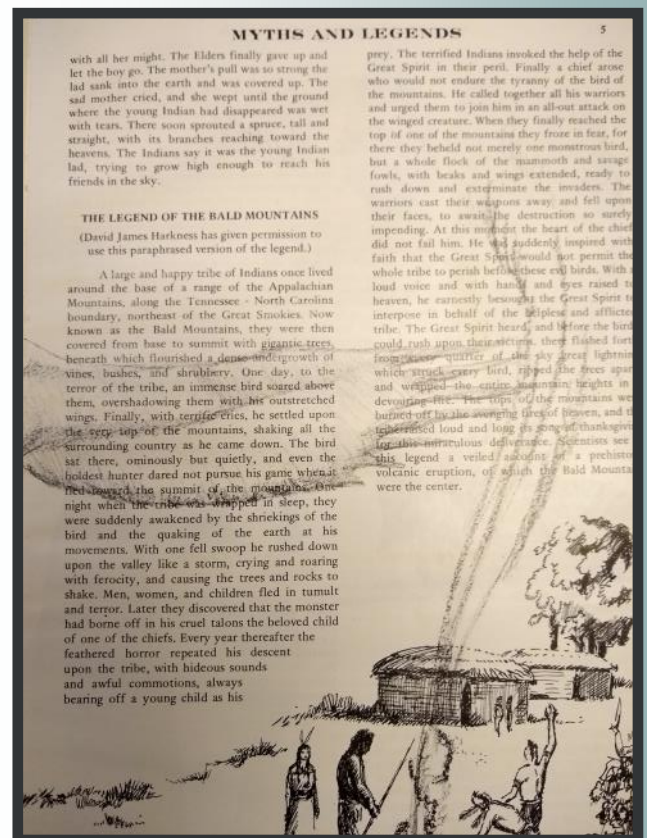 MYTHS AND LEGENDS
5
with all her might. The Elders finally gave up and
let the boy go. The mother's pull was so strong the
lad sank into the earth and was covered up. The
sad mother cried, and she wept until the ground
where the young Indian had disappeared was wet
with tears. There soon sprouted a spruce, tall and
straight, with its branches reaching toward the
heavens. The Indians say it was the young Indian
lad, trying to grow high enough to reach his
friends in the sky.
THE LEGEND OF THE BALD MOUNTAINS
(David James Harkness has given permission to
use this paraphrased version of the legend.)
A large and happy tribe of Indians once lived
around the base of a range of the Appalachian
Mountains, along the Tennessee - North Carolina
boundary, northeast of the Great Smokies. Now
known as the Bald Mountains, they were then
covered from base to summit with gigantic trees,
beneath which flourished a dense undergrowth of
vines, bushes, and shrubbery. One day, to the
terror of the tribe, an immense bird soared above
them, overshadowing them with his outstretched
wings. Finally, with terrific cries, he settled upon
the very top of the mountains, shaking all the
surrounding country as he came down. The bird
sat there, ominously but quietly, and even the
boldest hunter dared not pursue his game when it
fled toward the summit of the mountains. One
night when the tribe was wrapped in sleep, they
were suddenly awakened by the shriekings of the
bird and the quaking of the earth at his
movements. With one fell swoop he rushed down
upon the valley like a storm, crying and roaring
with ferocity, and causing the trees and rocks to
shake. Men, women, and children fled in tumult
and terror. Later they discovered that the monster
had borne off in his cruel talons the beloved child
of one of the chiefs. Every year thereafter the
feathered horror repeated his descent
upon the tribe, with hideous sounds
and awful commotions, always
bearing off a young child as his
prey. The terrified Indians invoked the help of the
Great Spirit in their peril. Finally a chief arose
who would not endure the tyranny of the bird of
the mountains. He called together all his warriors
and urged them to join him in an all-out attack on
the winged creature. When they finally reached the
top of one of the mountains they froze in fear, for
there they beheld not merely one monstrous bird,
but a whole flock of the mammoth and savage
fowls, with beaks and wings extended, ready to
rush down and exterminate the invaders. The
warriors cast their weapons away and fell upon
their faces, to await the destruction so surely
impending. At this moment the heart of the chief
did not fail him. He was suddenly inspired with
faith that the Great Spirit would not permit the
whole tribe to perish before these evil birds. With
loud voice and with hands and eyes raised to
heaven, he earnestly besought the Great Spirit to
interpose in behalf of the helpless and afflicted
tribe. The Great Spirit heard, and before the bird
could rush upon their victims, there flashed forth
from every quarter of the sky great lightning
which struck every bird, ripped the trees apart
and wrapped the entire mountain heights in
devouring fire. The tops of the mountains we
burned off by the avenging fires of heaven, and th
tribe raised loud and long its song of thanksgiving
for this miraculous deliverance. Scientists see
this legend a veiled account of a prehisto
volcanic eruption, of which the Bald Mounta
were the center.